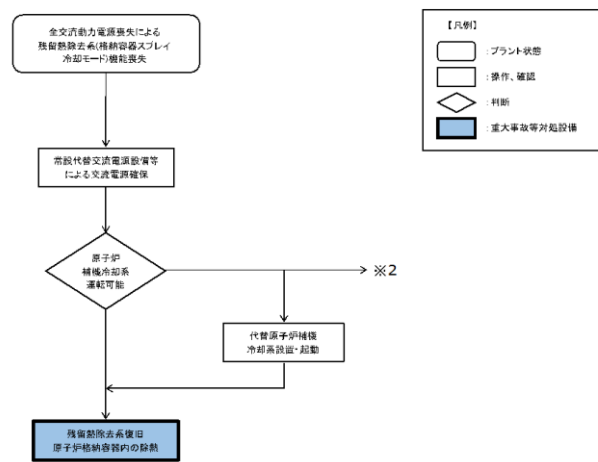 全交流動力電源喪失による
残留熱除去系(格納容器スプレイ
冷却モード)機能喪失
常設代替交流電源設備等
による交流電源確保
原子炉
補機冷却系
運転可能
※2
代替原子炉補機
冷却系設置・起動
残留熱除去系復旧
原子炉格納容器内の除熱
【凡例】
：プラント状態
：操作、確認
：判断
：重大事故等対処設備